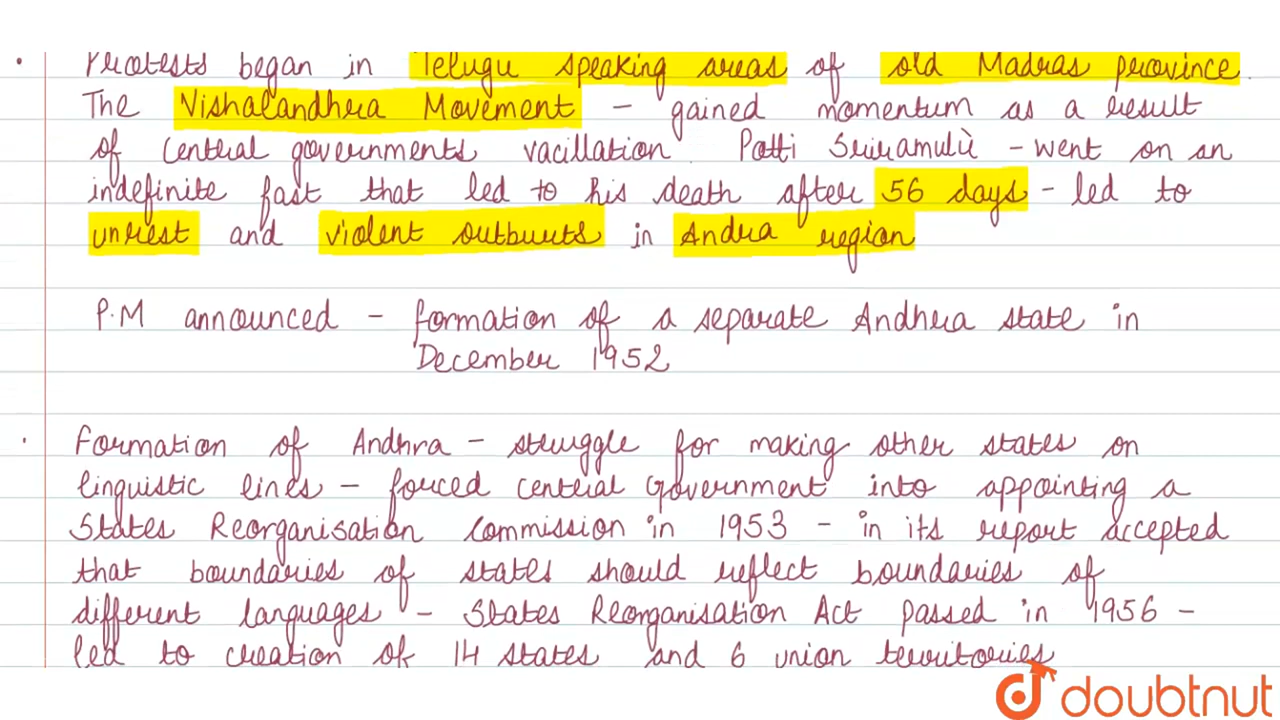 • Protests began in Telugu speaking areas of old Madras province.
The Vishalandhra Movement – gained momentum as a result
of central governments vacillation. Potti Sriramulu – went on an
indefinite fast that led to his death after 56 days – led to
unrest and violent outbursts in Andra region
P.M announced – formation of a separate Andhra state in
December 1952
• Formation of Andhra – struggle for making other states on
linguistic lines – forced central Government into appointing a
States Reorganisation Commission in 1953 – in its report accepted
that boundaries of states should reflect boundaries of
different languages – States Reorganisation Act passed in 1956 –
led to creation of 14 states and 6 union territories
doubtnut